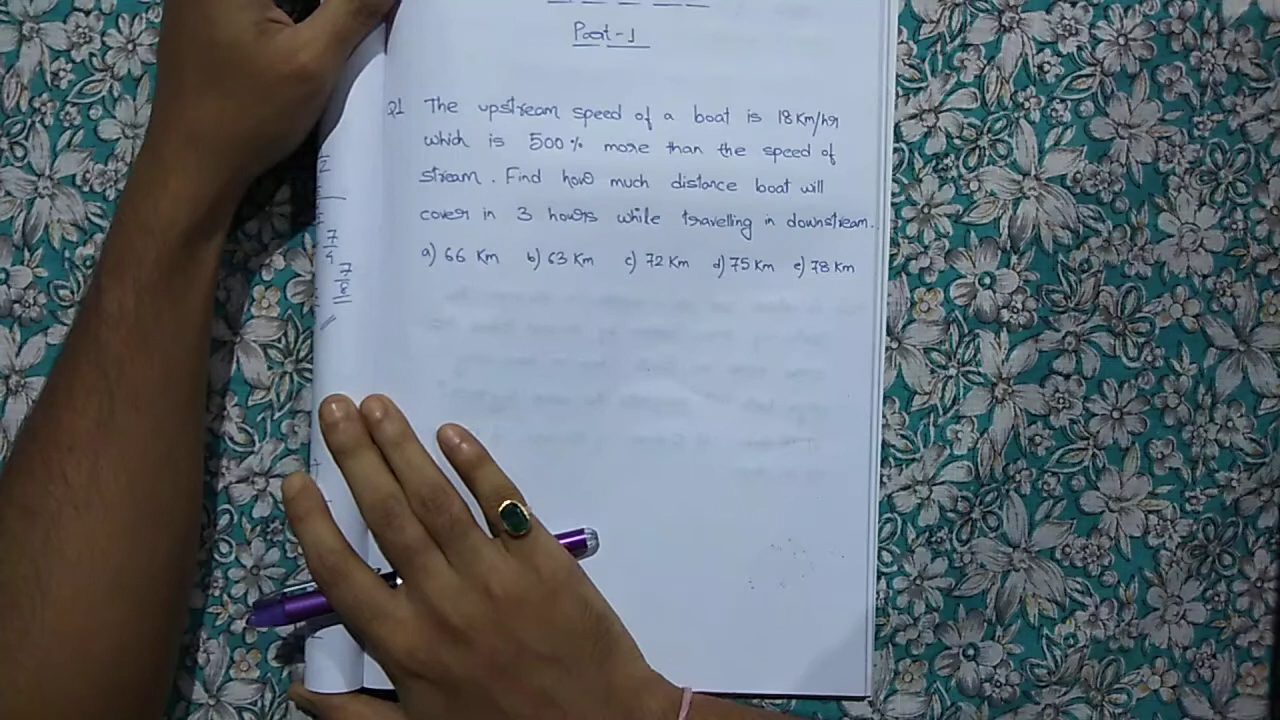 Part-1
Q1 The upstream speed of a boat is 18 Km/hr
which is 500% more than the speed of
stream. Find how much distance boat will
cover in 3 hours while travelling in downstream.
a) 66 Km b) 63 Km c) 72 Km d) 75 Km e) 78 Km